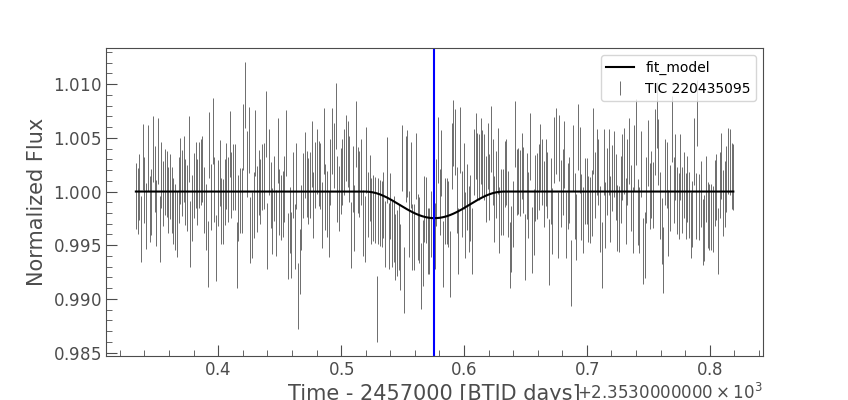 fit_model
TIC 220435095
1.010
1.005
1.000
0.995
0.990
0.985
Normalized Flux
0.4 0.5 0.6 0.7 0.8
Time - 2457000 [BTJD days]
+2.3530000000 × 10³